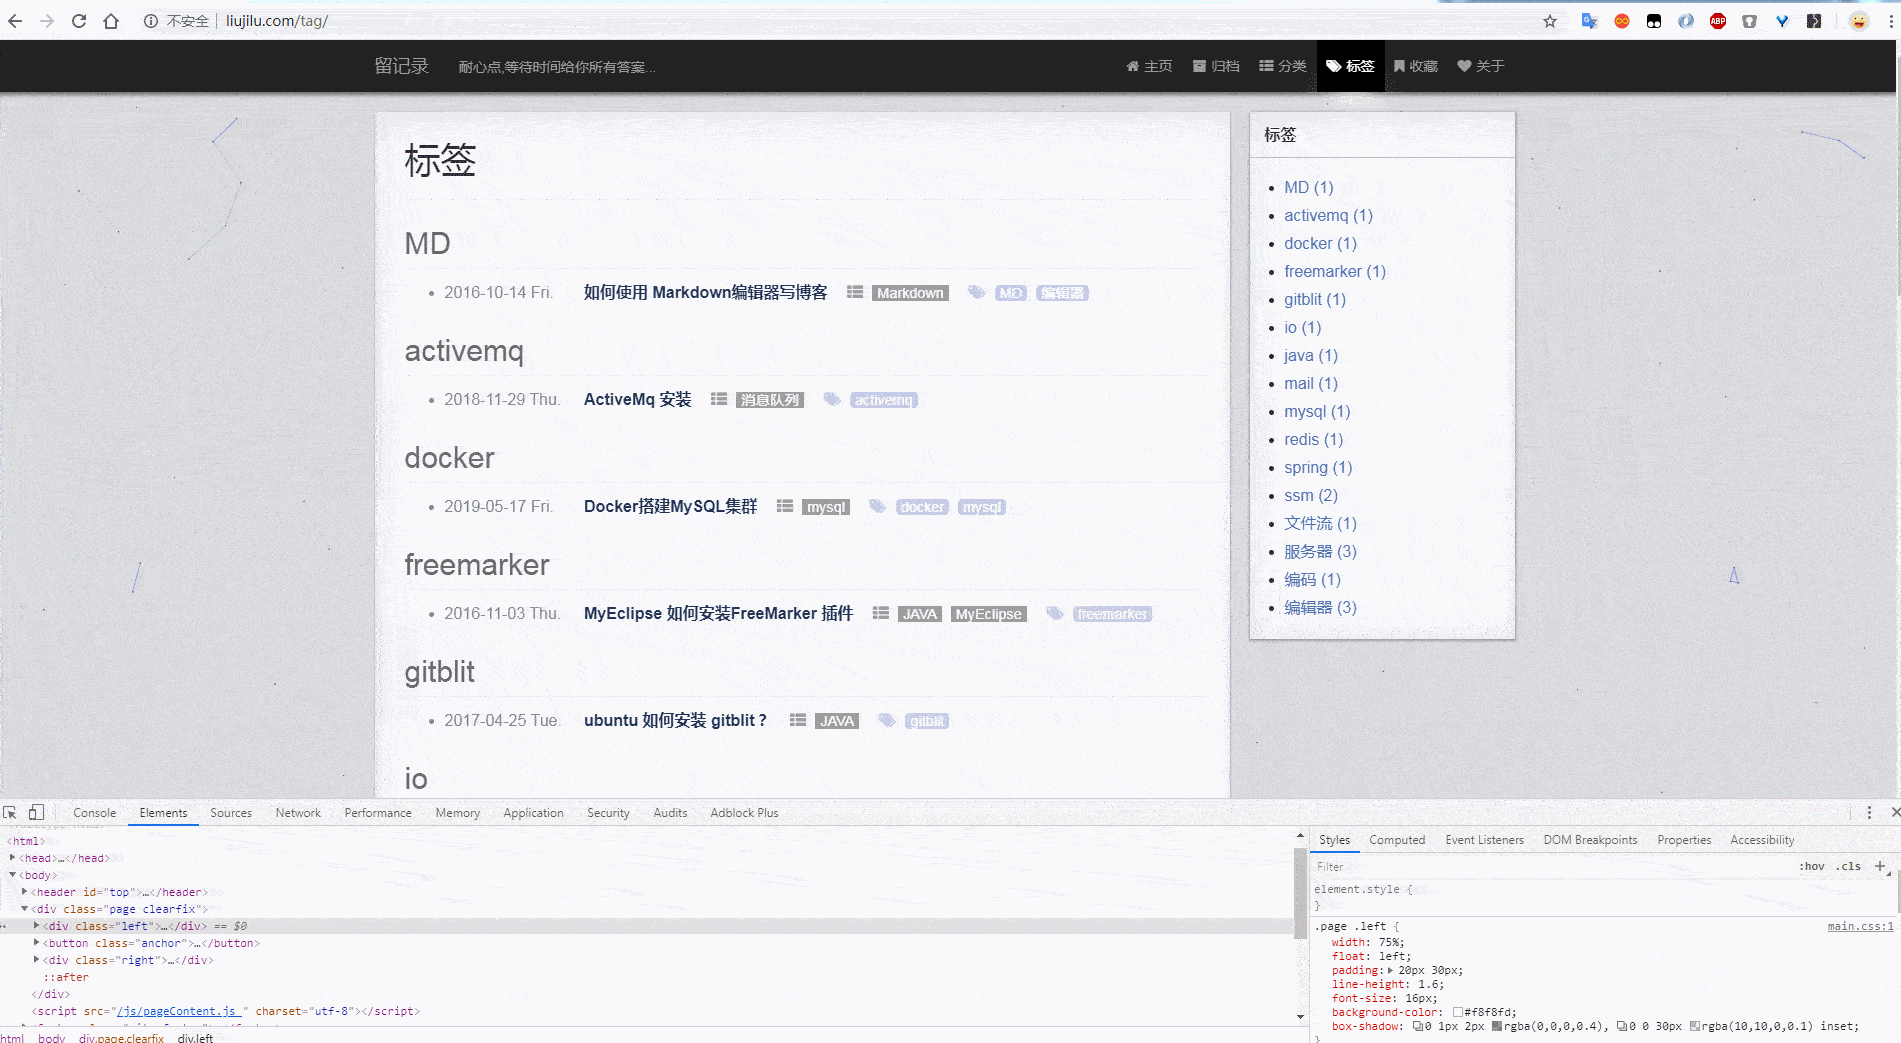 不安全 | liujilu.com/tag/
留记录 耐心点,等待时间给你所有答案... 主页 归档 分类 标签 收藏 关于
标签
MD
2016-10-14 Fri. 如何使用 Markdown编辑器写博客 Markdown MD 编辑器
activemq
2018-11-29 Thu. ActiveMq 安装 消息队列 activemq
docker
2019-05-17 Fri. Docker搭建MySQL集群 mysql docker mysql
freemarker
2016-11-03 Thu. MyEclipse 如何安装FreeMarker 插件 JAVA MyEclipse freemarker
gitblit
2017-04-25 Tue. ubuntu 如何安装 gitblit ? JAVA gitblit
io
标签
MD (1)
activemq (1)
docker (1)
freemarker (1)
gitblit (1)
io (1)
java (1)
mail (1)
mysql (1)
redis (1)
spring (1)
ssm (2)
文件流 (1)
服务器 (3)
编码 (1)
编辑器 (3)
Console Elements Sources Network Performance Memory Application Security Audits Adblock Plus
<html>
<head>…</head>
<body>
<header id="top">…</header>
<div class="page clearfix">
<div class="left">…</div> == $0
<button class="anchor">…</button>
<div class="right">…</div>
::after
</div>
<script src="/js/pageContent.js " charset="utf-8"></script>
html body div.page.clearfix div.left
Styles Computed Event Listeners DOM Breakpoints Properties Accessibility
Filter :hov .cls +
element.style {
}
.page .left { main.css:1
width: 75%;
float: left;
padding: 20px 30px;
line-height: 1.6;
font-size: 16px;
background-color: #f8f8fd;
box-shadow: 0 1px 2px rgba(0,0,0,0.4), 0 0 30px rgba(10,10,0,0.1) inset;
}